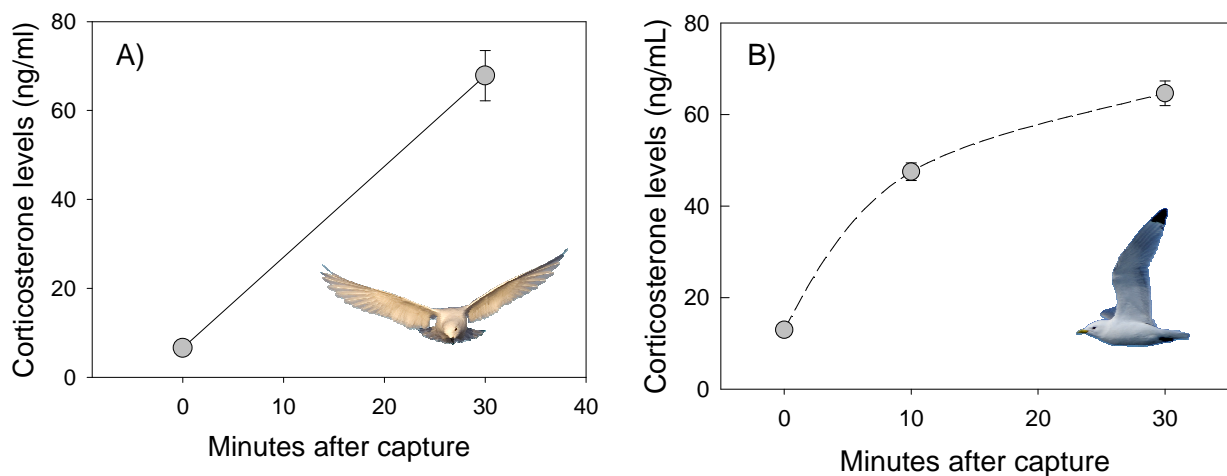 A)
Corticosterone levels (ng/ml)
80
60
40
20
0
0 10 20 30 40
Minutes after capture
B)
Corticosterone levels (ng/mL)
80
60
40
20
0
0 10 20 30
Minutes after capture